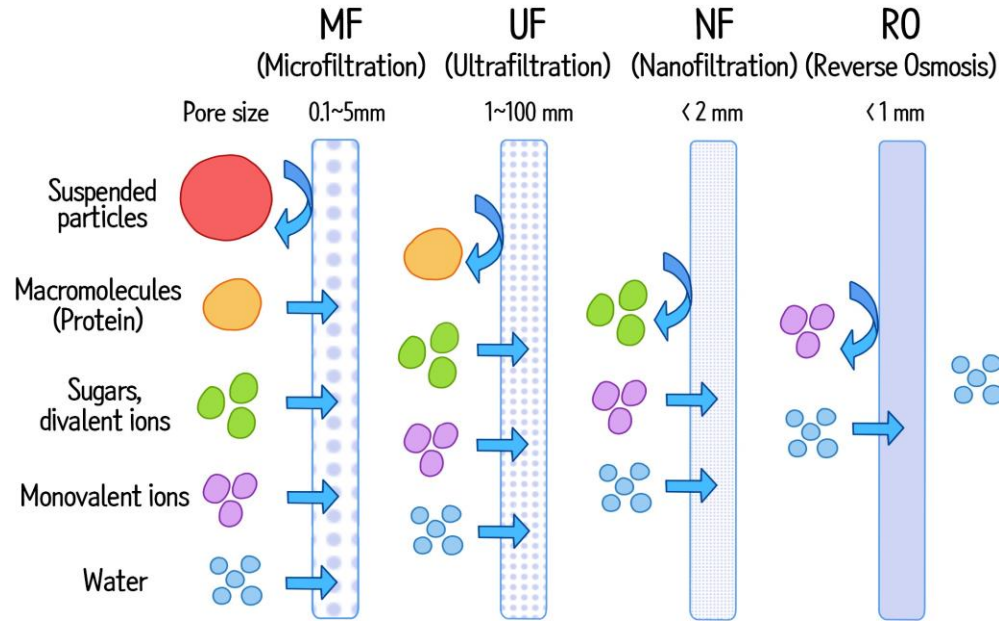 MF
(Microfiltration)
UF
(Ultrafiltration)
NF
(Nanofiltration)
RO
(Reverse Osmosis)
Pore size
0.1~5mm
1~100 mm
< 2 mm
<1 mm
Suspended
particles
Macromolecules
(Protein)
Sugars,
divalent ions
Monovalent ions
Water